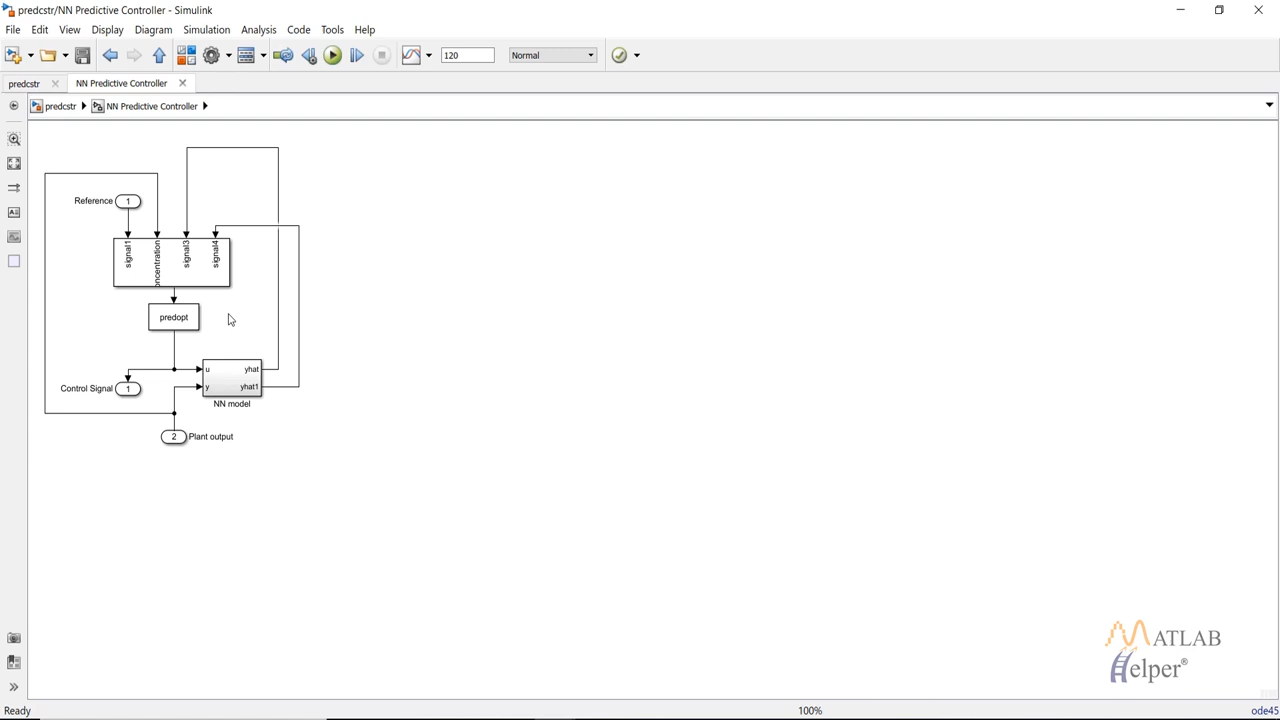 predcstr/NN Predictive Controller - Simulink
File Edit View Display Diagram Simulation Analysis Code Tools Help
120 Normal
predcstr NN Predictive Controller
predcstr NN Predictive Controller
Reference 1
signal1 oncentration signal3 signal4
predopt
u yhat
Control Signal 1 y yhat1
NN model
2 Plant output
MATLAB
Helper®
Ready 100% ode45